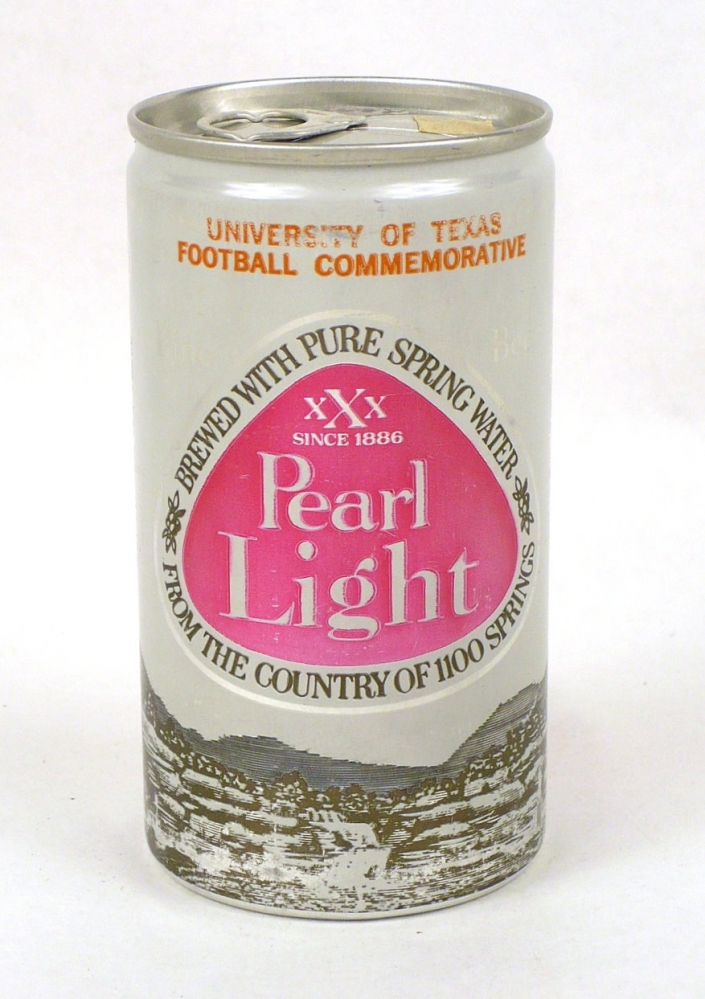 UNIVERSITY OF TEXAS
FOOTBALL COMMEMORATIVE
BREWED WITH PURE SPRING WATER
XXX
SINCE 1886
Pearl
Light
FROM THE COUNTRY OF 1100 SPRINGS